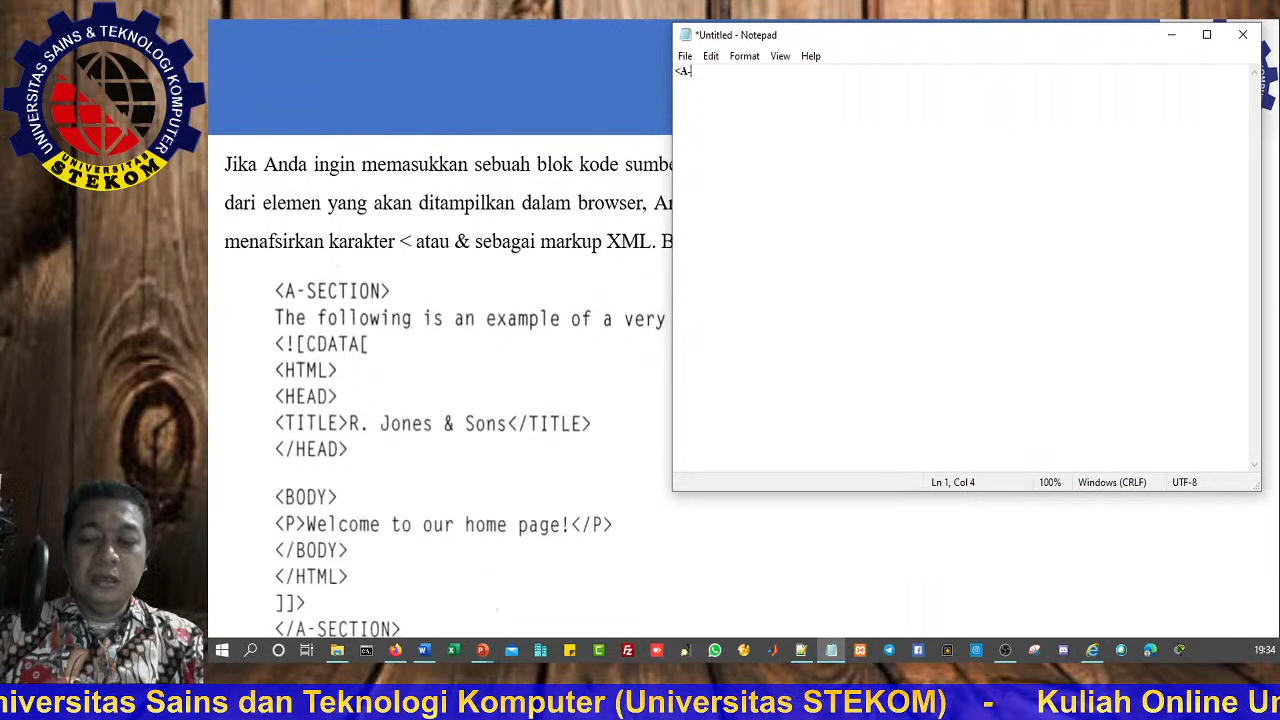 UNIVERSITAS SAINS & TEKNOLOGI KOMPUTER
UNIVERSITAS
STEKOM
*Untitled - Notepad
File Edit Format View Help
<A-
Jika Anda ingin memasukkan sebuah blok kode
dari elemen yang akan ditampilkan dalam browser,
menafsirkan karakter < atau & sebagai markup XML.
<A-SECTION>
The following is an example of a very
<![CDATA[
<HTML>
<HEAD>
<TITLE>R. Jones & Sons</TITLE>
</HEAD>
<BODY>
<P>Welcome to our home page!</P>
</BODY>
</HTML>
]]>
</A-SECTION>
Ln 1, Col 4 100% Windows (CRLF) UTF-8
19:34
niversitas Sains dan Teknologi Komputer (Universitas STEKOM) - Kuliah Online